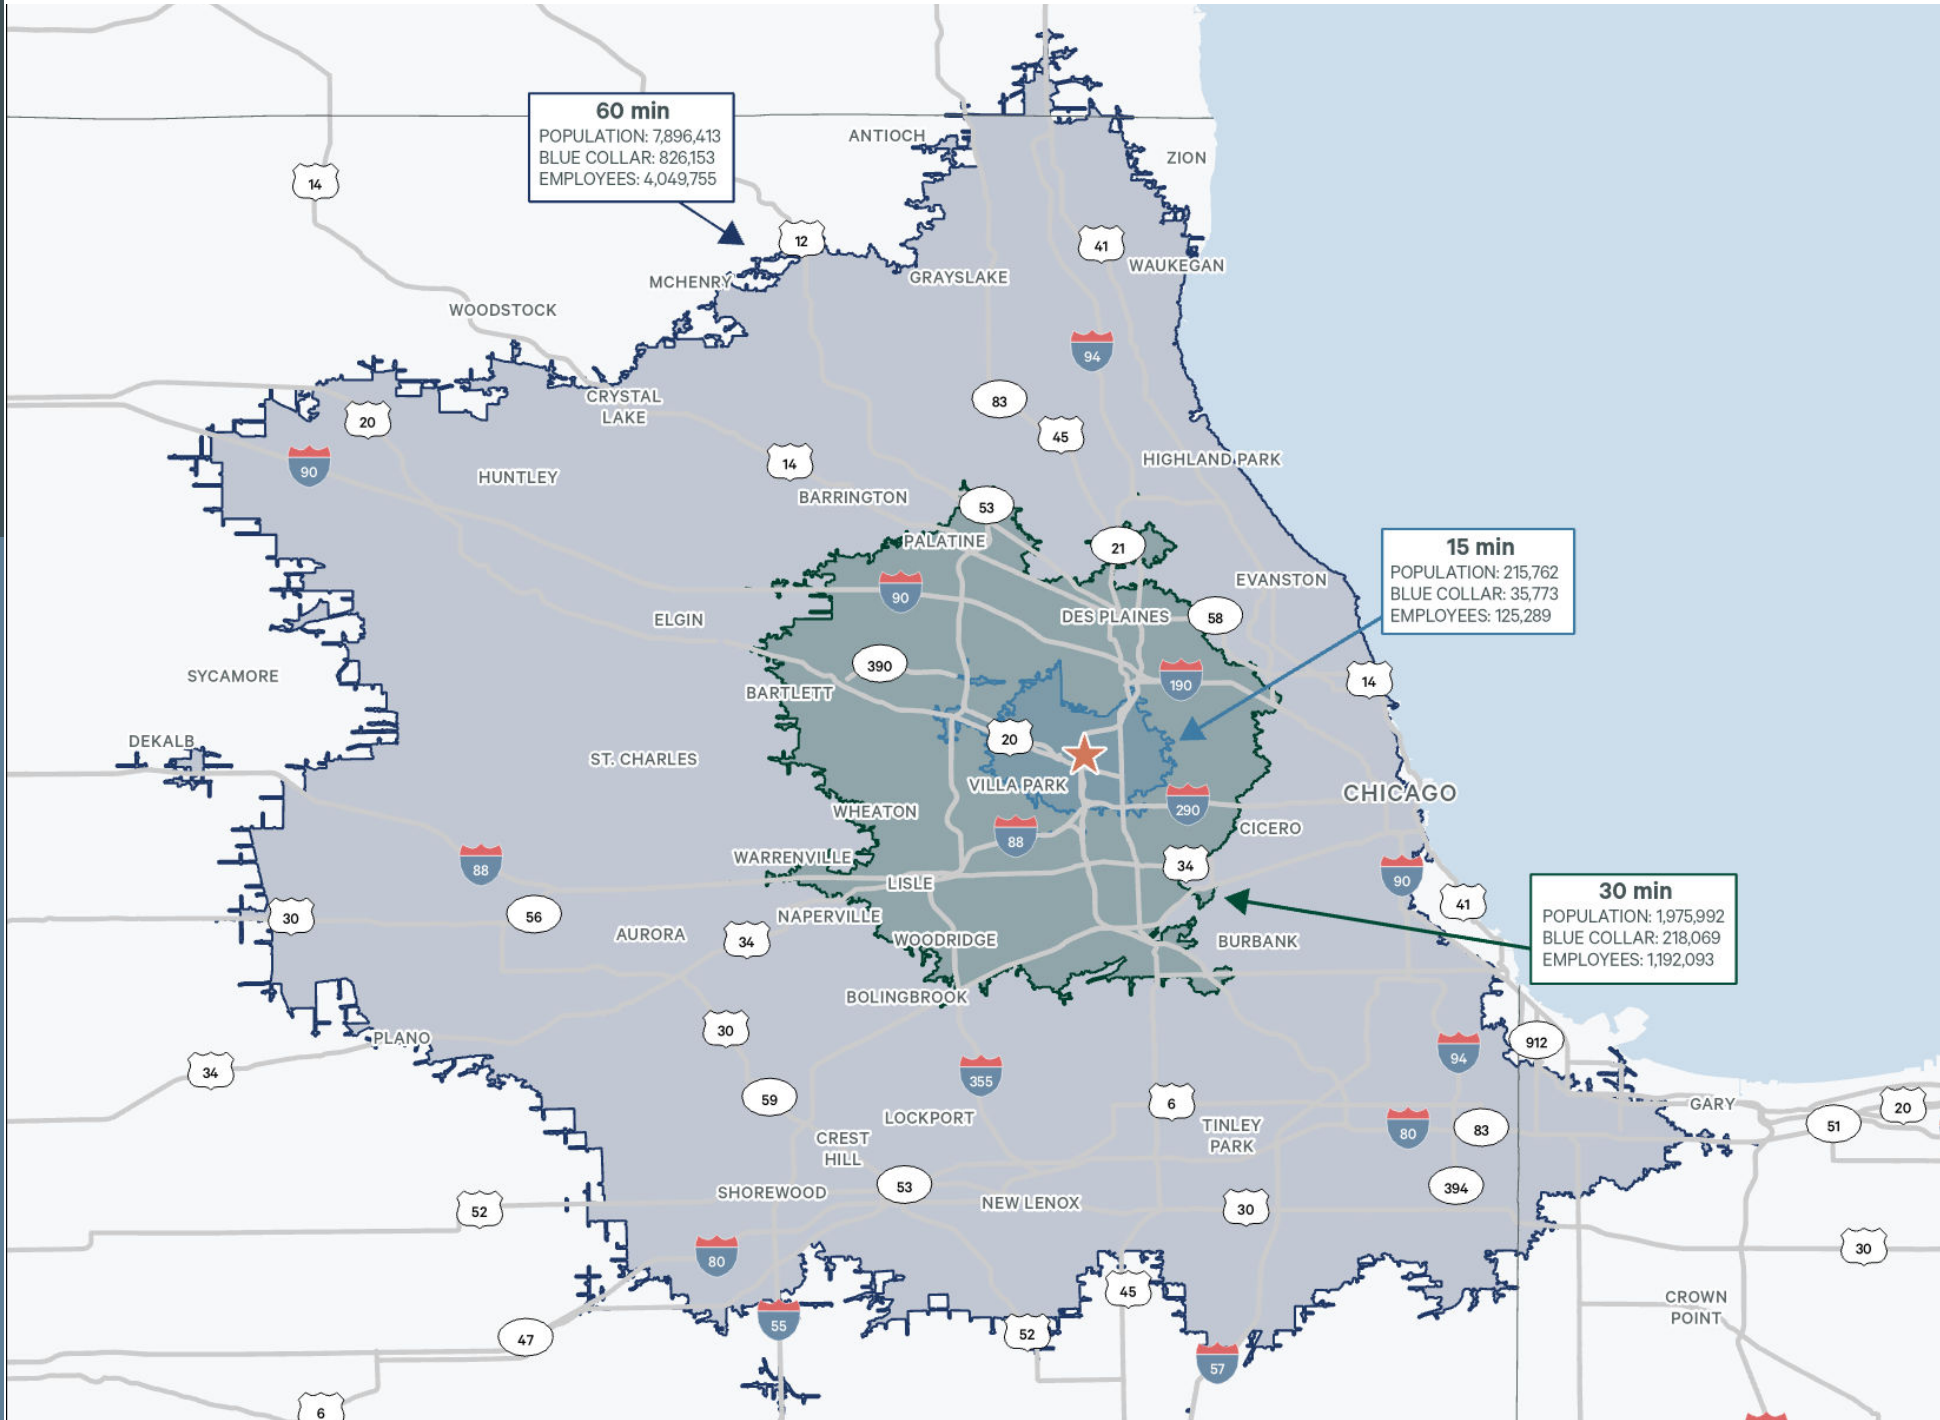 60 min
POPULATION: 7,896,413
BLUE COLLAR: 826,153
EMPLOYEES: 4,049,755
ANTIOCH
ZION
14
12
41
WAUKEGAN
MCHENRY
GRAYSLAKE
WOODSTOCK
94
CRYSTAL
LAKE
83
20
45
14
90
HUNTLEY
HIGHLAND PARK
BARRINGTON
53
PALATINE
21
15 min
POPULATION: 215,762
BLUE COLLAR: 35,773
EMPLOYEES: 125,289
EVANSTON
90
ELGIN
DES PLAINES
58
390
SYCAMORE
190
14
BARTLETT
DEKALB
20
ST. CHARLES
VILLA PARK
CHICAGO
290
WHEATON
CICERO
88
WARRENVILLE
88
34
LISLE
90
30 min
POPULATION: 1,975,992
BLUE COLLAR: 218,069
EMPLOYEES: 1,192,093
41
30
56
NAPERVILLE
AURORA
34
WOODRIDGE
BURBANK
BOLINGBROOK
30
PLANO
912
94
34
355
59
6
LOCKPORT
TINLEY
PARK
80
83
GARY
20
51
CREST
HILL
53
394
SHOREWOOD
NEW LENOX
52
30
80
30
45
CROWN
POINT
55
47
52
57
6